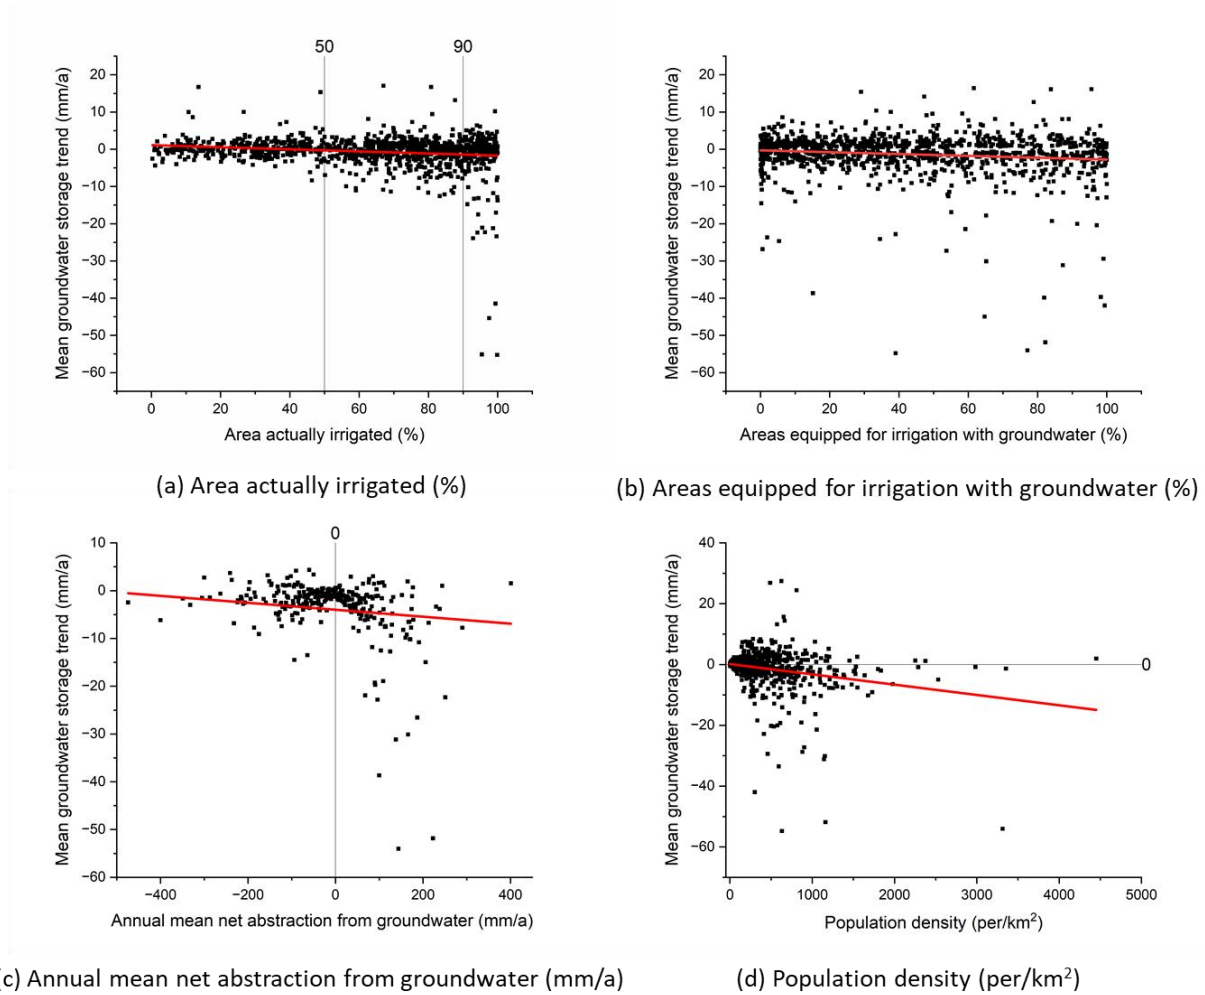 50 90
20
10
0
−10
−20
−30
−40
−50
−60
Mean groundwater storage trend (mm/a)
0 20 40 60 80 100
Area actually irrigated (%)
(a) Area actually irrigated (%)
20
10
0
−10
−20
−30
−40
−50
−60
Mean groundwater storage trend (mm/a)
0 20 40 60 80 100
Areas equipped for irrigation with groundwater (%)
(b) Areas equipped for irrigation with groundwater (%)
0
10
0
−10
−20
−30
−40
−50
−60
Mean groundwater storage trend (mm/a)
−400 −200 0 200 400
Annual mean net abstraction from groundwater (mm/a)
c) Annual mean net abstraction from groundwater (mm/a)
40
20
0
−20
−40
−60
0
Mean groundwater storage trend (mm/a)
0 1000 2000 3000 4000 5000
Population density (per/km²)
(d) Population density (per/km²)